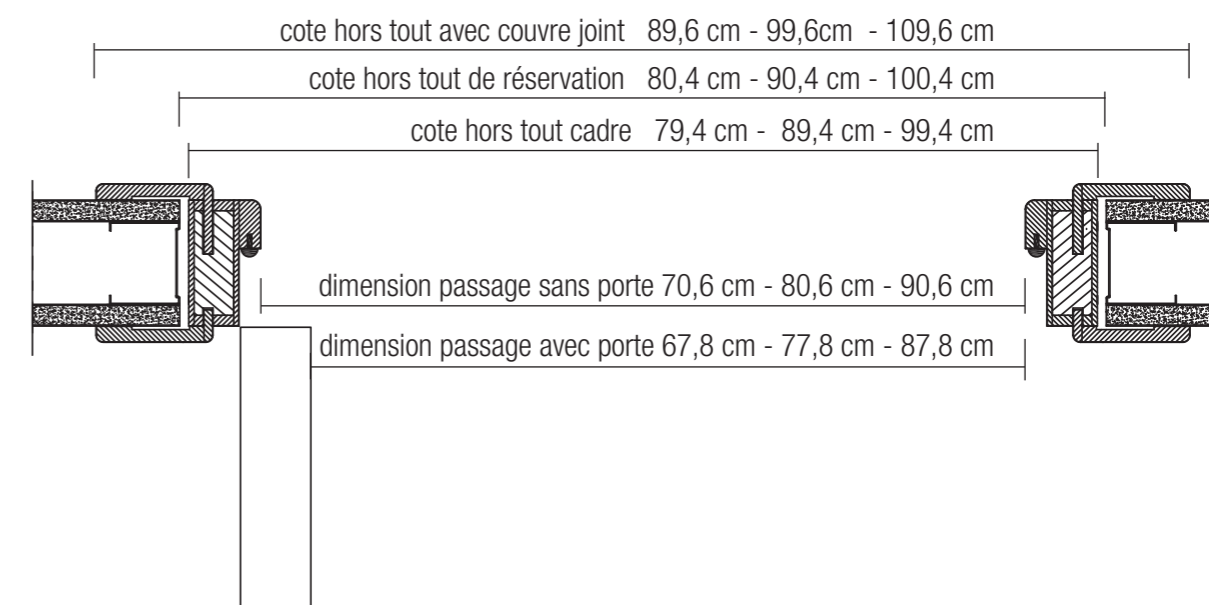 cote hors tout avec couvre joint 89,6 cm - 99,6cm - 109,6 cm
cote hors tout de réservation 80,4 cm - 90,4 cm - 100,4 cm
cote hors tout cadre 79,4 cm - 89,4 cm - 99,4 cm
dimension passage sans porte 70,6 cm - 80,6 cm - 90,6 cm
dimension passage avec porte 67,8 cm - 77,8 cm - 87,8 cm